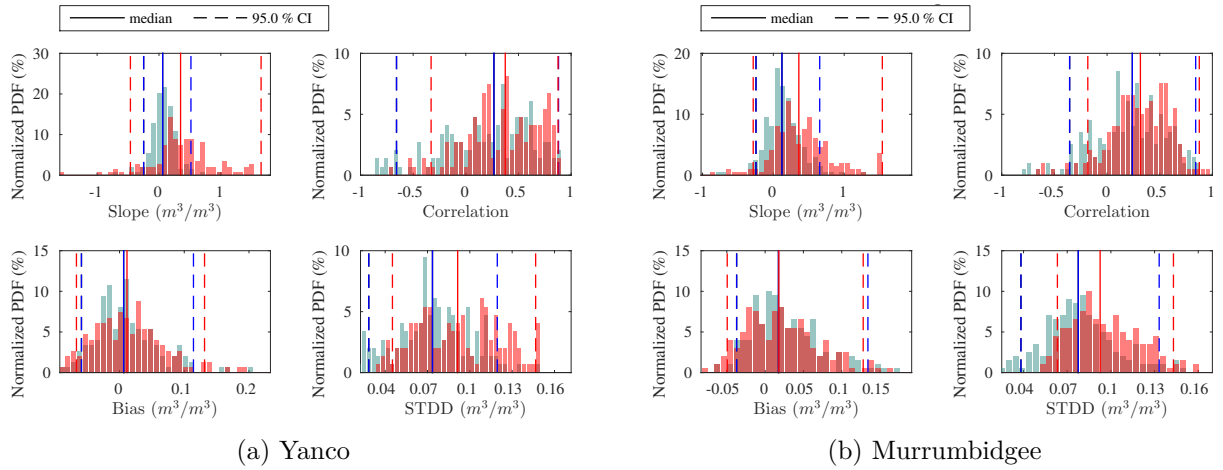 median 95.0 % CI
median 95.0 % CI
Normalized PDF (%)
30
20
10
0
-1 0 1
Slope (m³/m³)
Normalized PDF (%)
10
5
0
-1 -0.5 0 0.5 1
Correlation
Normalized PDF (%)
20
15
10
5
0
-1 0 1
Slope (m³/m³)
Normalized PDF (%)
15
10
5
0
-1 -0.5 0 0.5 1
Correlation
Normalized PDF (%)
15
10
5
0
0 0.1 0.2
Bias (m³/m³)
Normalized PDF (%)
10
5
0
0.04 0.07 0.1 0.13 0.16
STDD (m³/m³)
Normalized PDF (%)
15
10
5
0
-0.05 0 0.05 0.1 0.15
Bias (m³/m³)
Normalized PDF (%)
15
10
5
0
0.04 0.07 0.1 0.13 0.16
STDD (m³/m³)
(a) Yanco
(b) Murrumbidgee